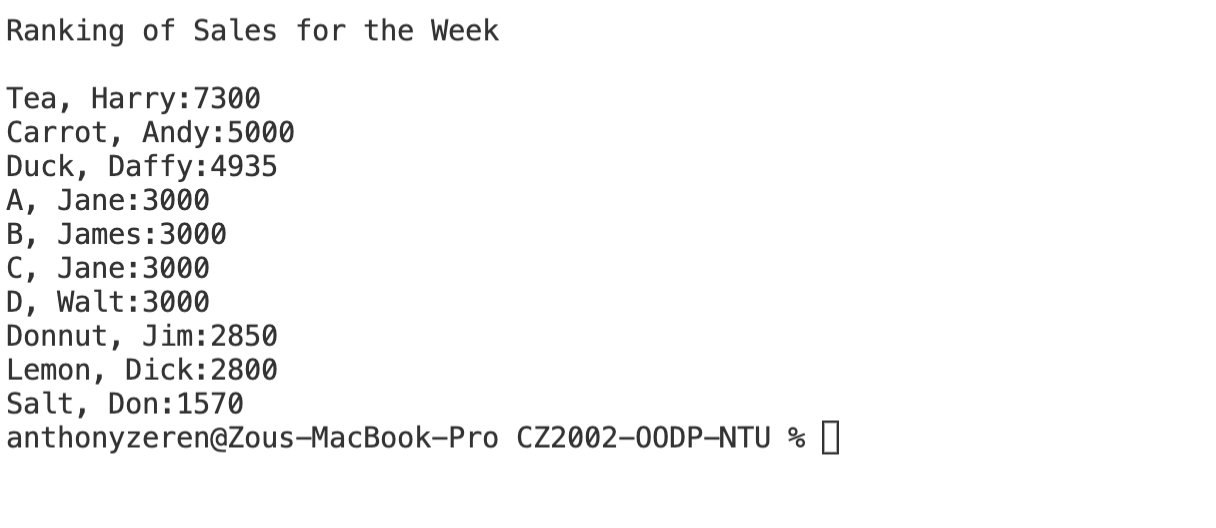 Ranking of Sales for the Week
Tea, Harry:7300
Carrot, Andy:5000
Duck, Daffy:4935
A, Jane:3000
B, James:3000
C, Jane:3000
D, Walt:3000
Donnut, Jim:2850
Lemon, Dick:2800
Salt, Don:1570
anthonyzeren@Zous-MacBook-Pro CZ2002-OODP-NTU %